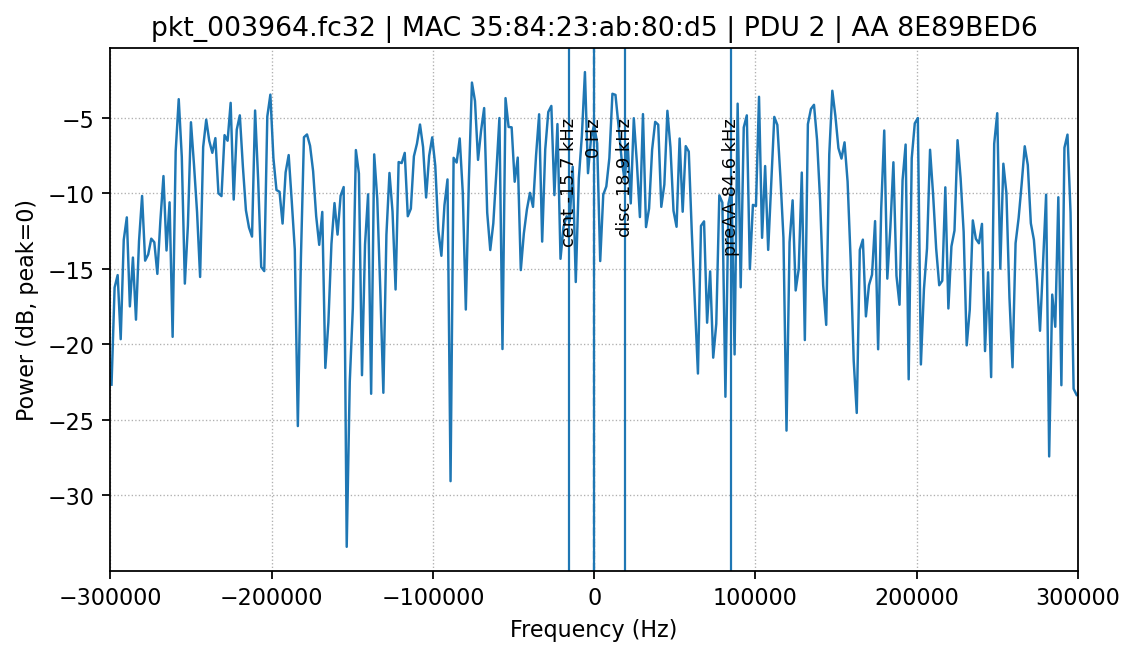 pkt_003964.fc32 | MAC 35:84:23:ab:80:d5 | PDU 2 | AA 8E89BED6
Power (dB, peak=0)
−5
−10
−15
−20
−25
−30
cent -15.7 kHz
0 Hz
disc 18.9 kHz
preAA 84.6 kHz
−300000
−200000
−100000
0
100000
200000
300000
Frequency (Hz)